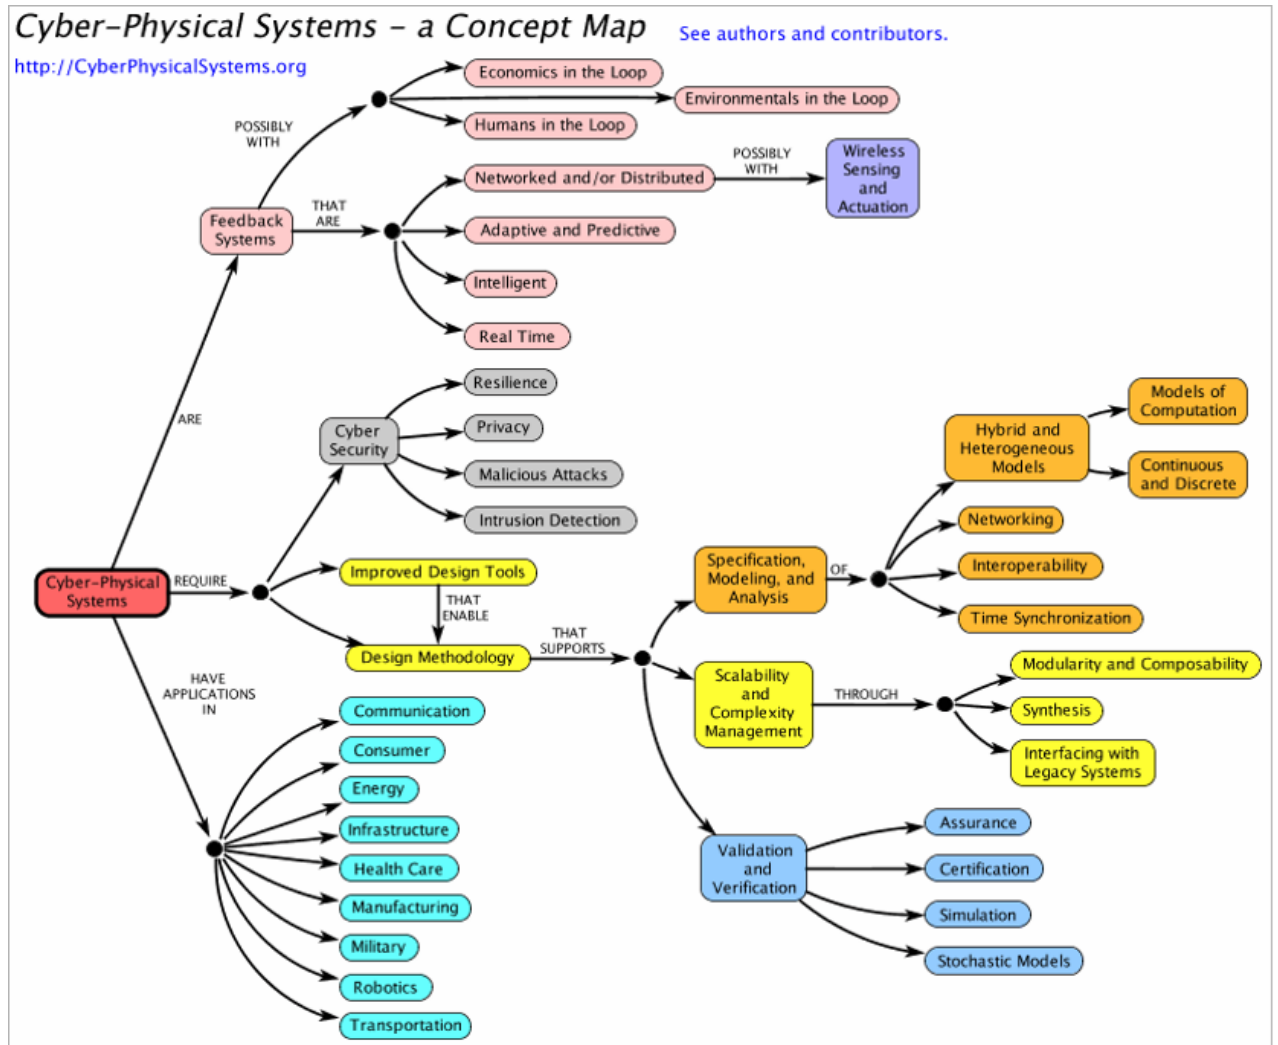 Cyber-Physical Systems - a Concept Map
See authors and contributors.
http://CyberPhysicalSystems.org
Economics in the Loop
Environmentals in the Loop
Humans in the Loop
POSSIBLY
WITH
Networked and/or Distributed
POSSIBLY
WITH
Wireless
Sensing
and
Actuation
Feedback
Systems
THAT
ARE
Adaptive and Predictive
Intelligent
Real Time
ARE
Cyber
Security
Resilience
Privacy
Malicious Attacks
Intrusion Detection
Cyber-Physical
Systems
REQUIRE
Improved Design Tools
THAT
ENABLE
Design Methodology
THAT
SUPPORTS
Specification,
Modeling, and
Analysis
OF
Hybrid and
Heterogeneous
Models
Models of
Computation
Continuous
and Discrete
Networking
Interoperability
Time Synchronization
Scalability
and
Complexity
Management
THROUGH
Modularity and Composability
Synthesis
Interfacing with
Legacy Systems
Validation
and
Verification
Assurance
Certification
Simulation
Stochastic Models
HAVE
APPLICATIONS
IN
Communication
Consumer
Energy
Infrastructure
Health Care
Manufacturing
Military
Robotics
Transportation